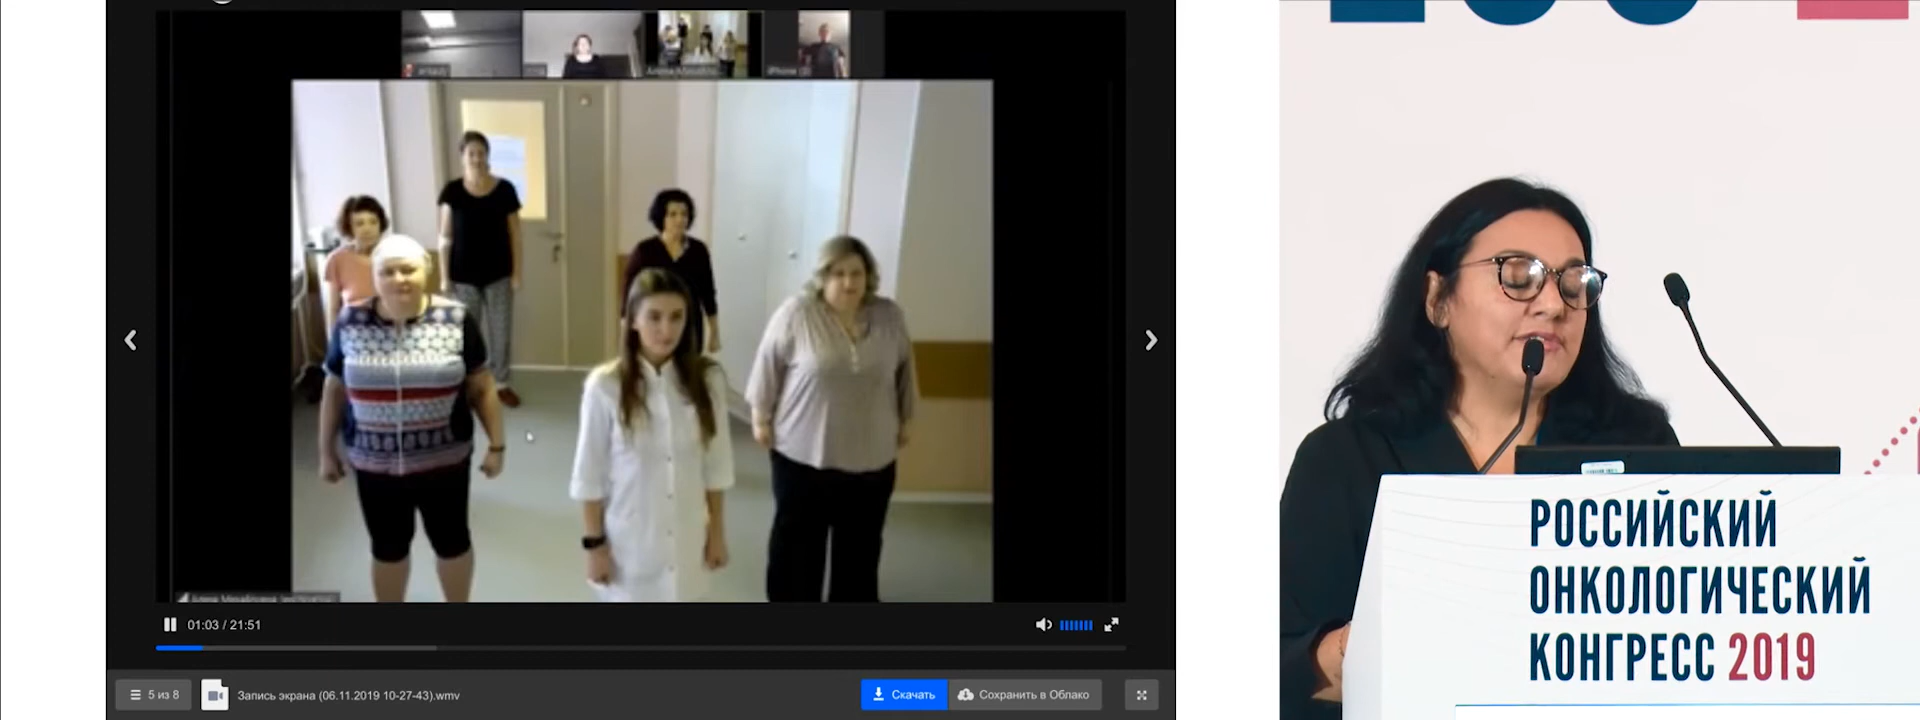 iPhone
01:03 / 21:51
5 из 8
Запись экрана (06.11.2019 10-27-43).wmv
Скачать
Сохранить в Облако
РОССИЙСКИЙ
ОНКОЛОГИЧЕСКИЙ
КОНГРЕСС 2019